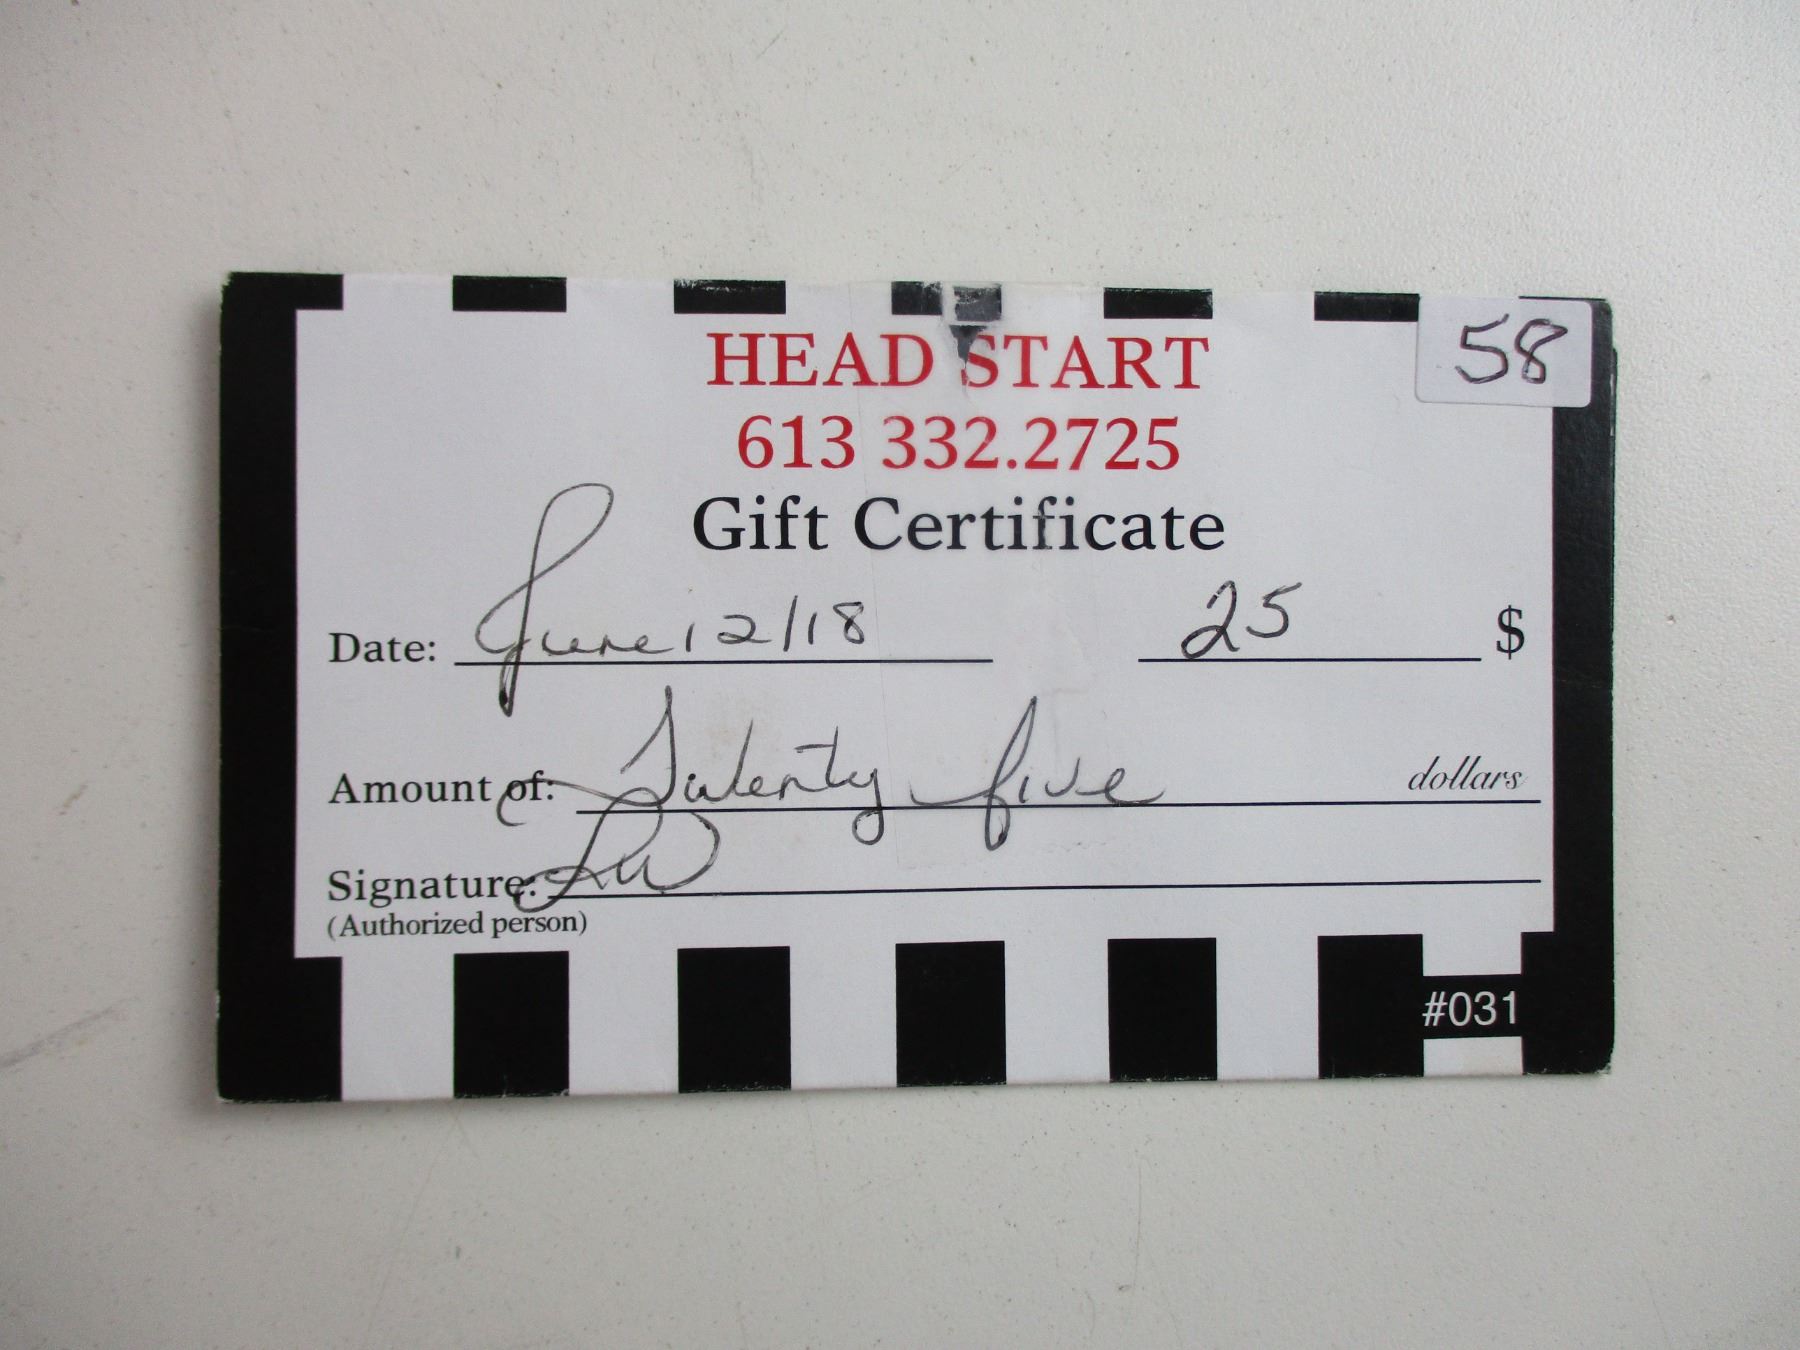 HEAD START
58
613 332.2725
Gift Certificate
Date: June 12/18 25 $
Amount of: Twenty five dollars
Signature:
(Authorized person)
#031